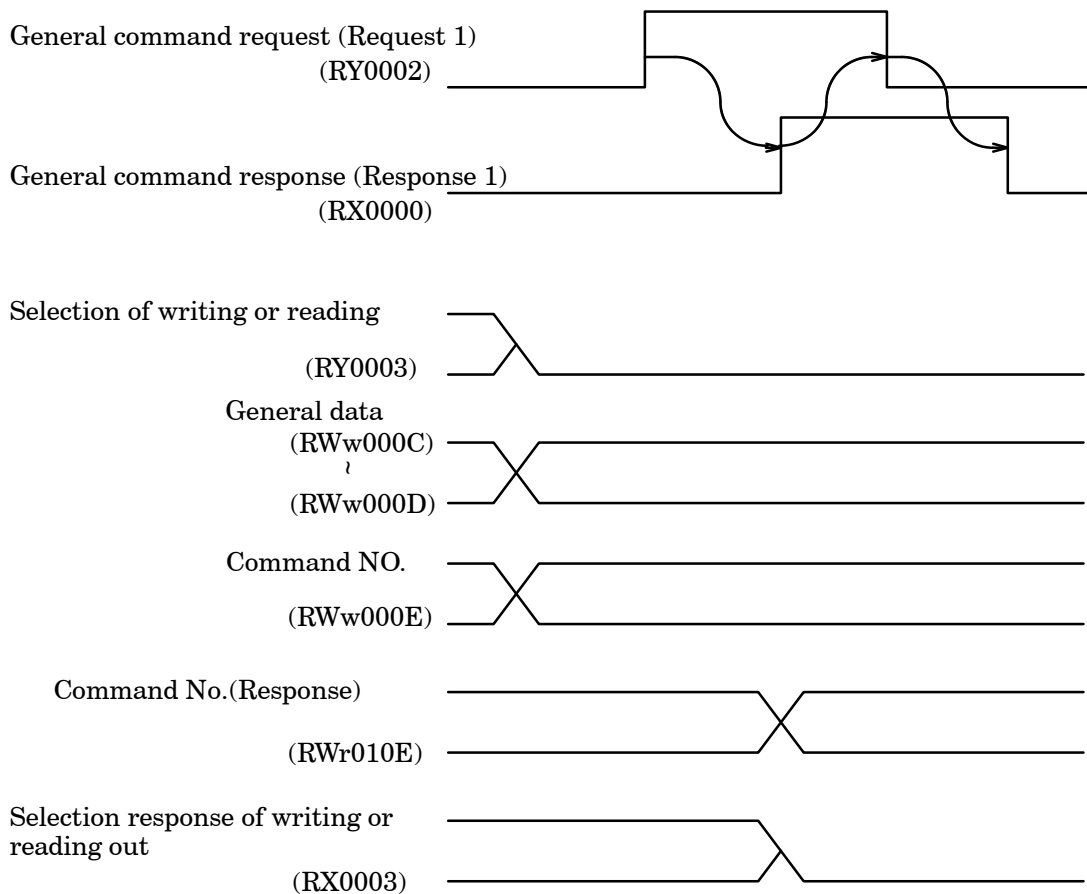 General command request (Request 1)
(RY0002)
General command response (Response 1)
(RX0000)
Selection of writing or reading
(RY0003)
General data
(RWw000C)
~
(RWw000D)
Command NO.
(RWw000E)
Command No.(Response)
(RWr010E)
Selection response of writing or
reading out
(RX0003)